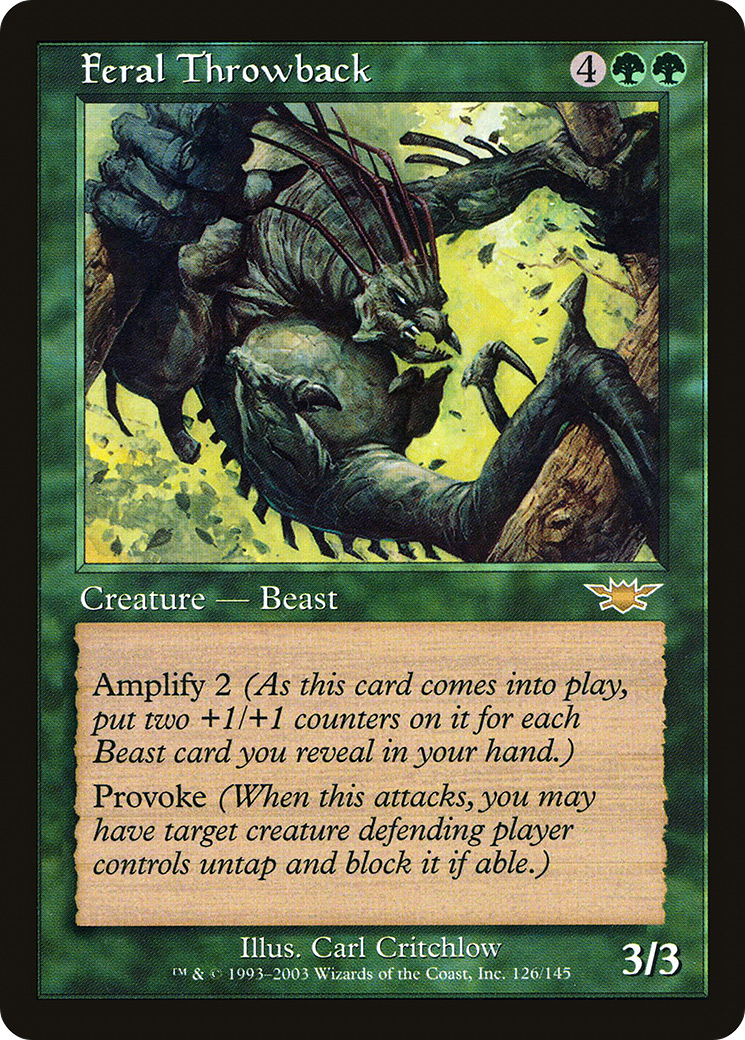 Feral Throwback 4
Creature — Beast
Amplify 2 (As this card comes into play,
put two +1/+1 counters on it for each
Beast card you reveal in your hand.)
Provoke (When this attacks, you may
have target creature defending player
controls untap and block it if able.)
Illus. Carl Critchlow
™ & © 1993–2003 Wizards of the Coast, Inc. 126/145
3/3